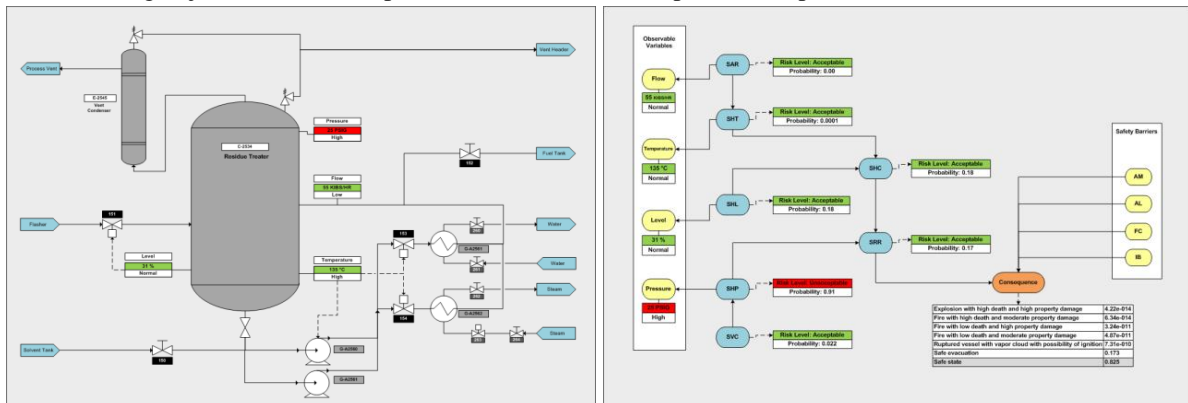 Process Vent
Vent Header
E-2545
Vent
Condenser
Pressure
High
C-2534
Residue Treater
152
Fuel Tank
Flow
55 KIBS/HR
Low
151
Flasher
153
Water
G-A2561
Water
Level
31 %
Normal
Temperature
135 °C
High
Steam
154
Steam
Solvent Tank
Observable
Variables
SAR
Risk Level: Acceptable
Probability: 0.00
Flow
Normal
SHT
Risk Level: Acceptable
Probability: 0.0001
Temperature
135 °C
Normal
Safety Barriers
SHC
Risk Level: Acceptable
Probability: 0.18
AM
SHL
Risk Level: Acceptable
Probability: 0.18
AL
Level
31 %
Normal
SRR
Risk Level: Acceptable
Probability: 0.17
FC
Pressure
High
SHP
Risk Level: Unacceptable
Probability: 0.91
Consequence
SVC
Risk Level: Acceptable
Probability: 0.022
Explosion with high death and high property damage 4.22e-014
Fire with high death and moderate property damage 6.34e-014
Fire with low death and high property damage 3.24e-011
Fire with low death and moderate property damage 4.87e-011
Ruptured vessel with vapor cloud with possibility of ignition 7.31e-010
Safe evacuation 0.173
Safe state 0.825